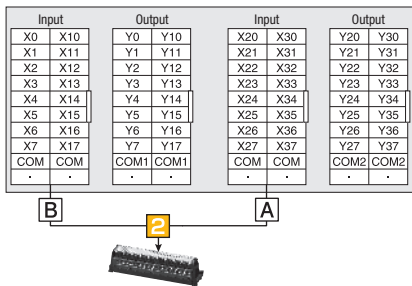 Input Output Input Output
X0 X10 Y0 Y10 X20 X30 Y20 Y30
X1 X11 Y1 Y11 X21 X31 Y21 Y31
X2 X12 Y2 Y12 X22 X32 Y22 Y32
X3 X13 Y3 Y13 X23 X33 Y23 Y33
X4 X14 Y4 Y14 X24 X34 Y24 Y34
X5 X15 Y5 Y15 X25 X35 Y25 Y35
X6 X16 Y6 Y16 X26 X36 Y26 Y36
X7 X17 Y7 Y17 X27 X37 Y27 Y37
COM COM COM1 COM1 COM COM COM2 COM2
· · · · · · · ·
B A
2